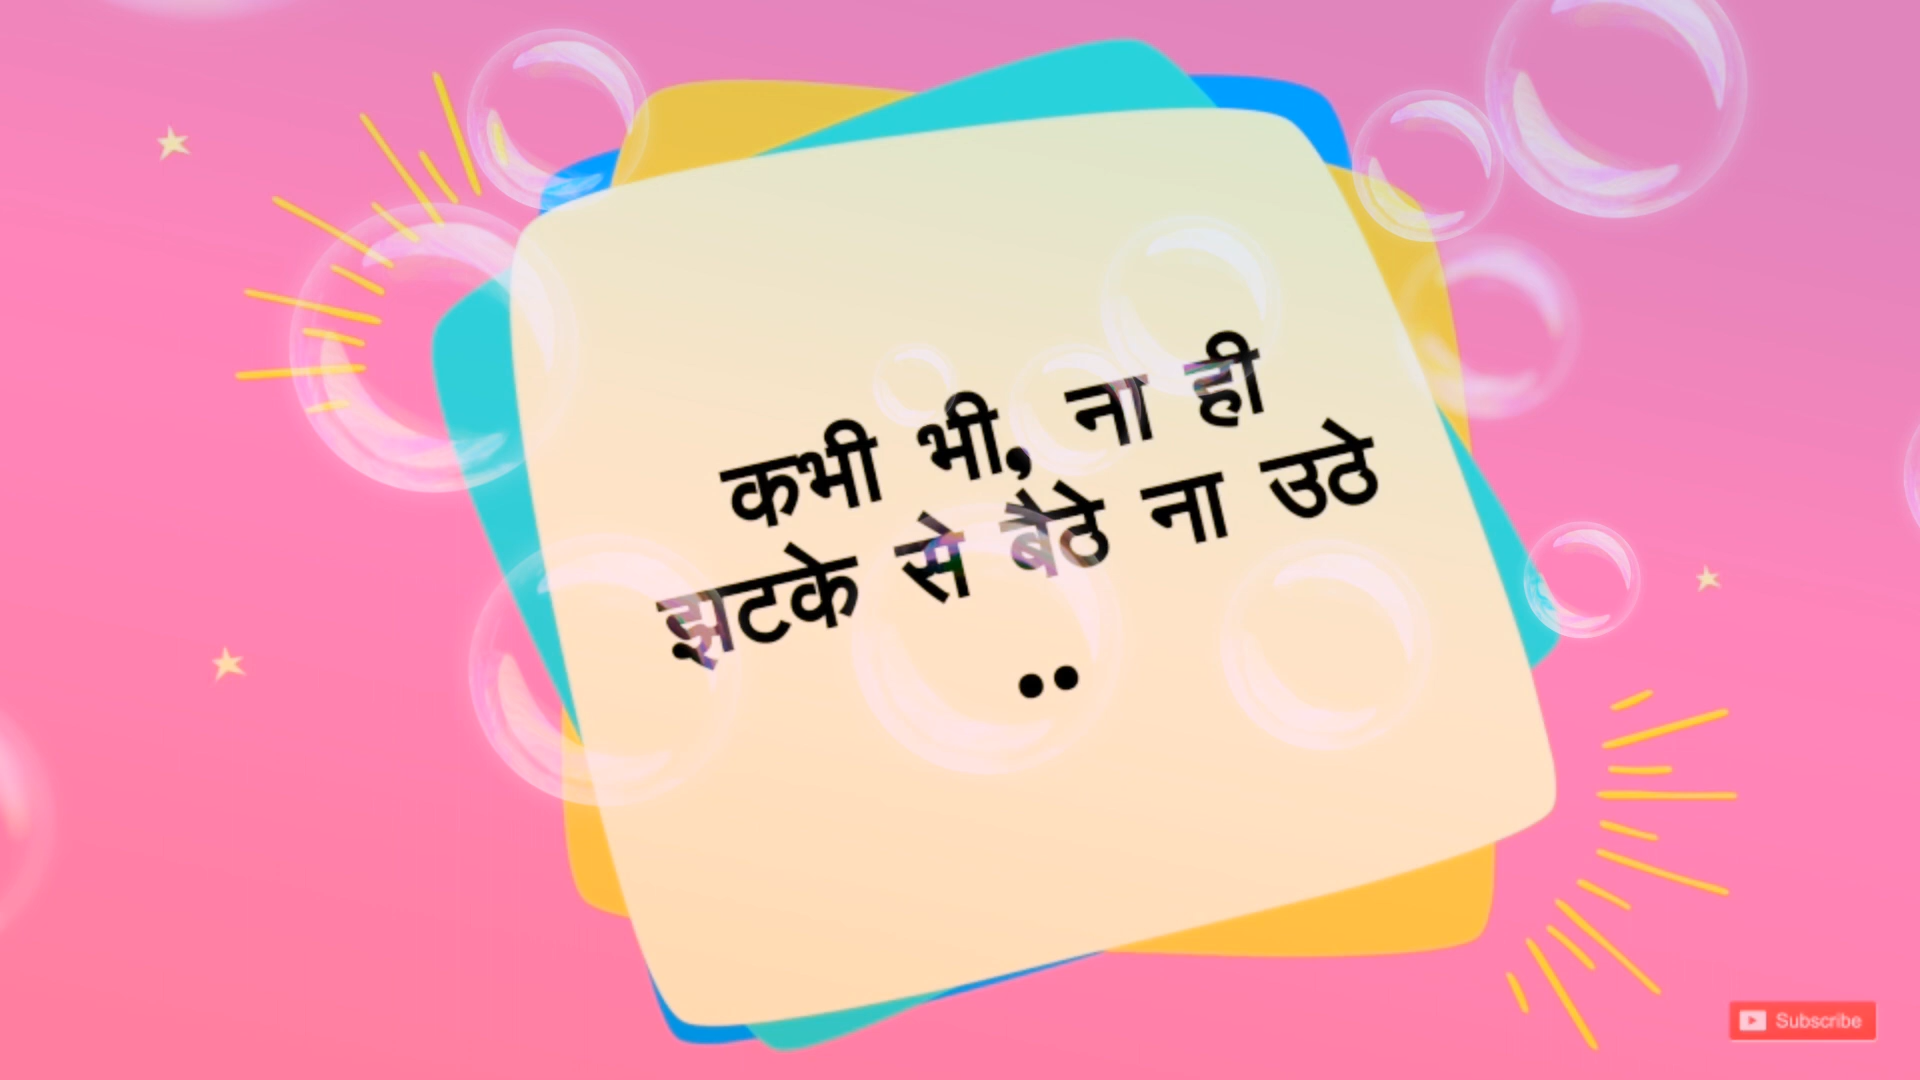 कभी भी, ना ही
झटके से बैठे ना उठे
..
Subscribe